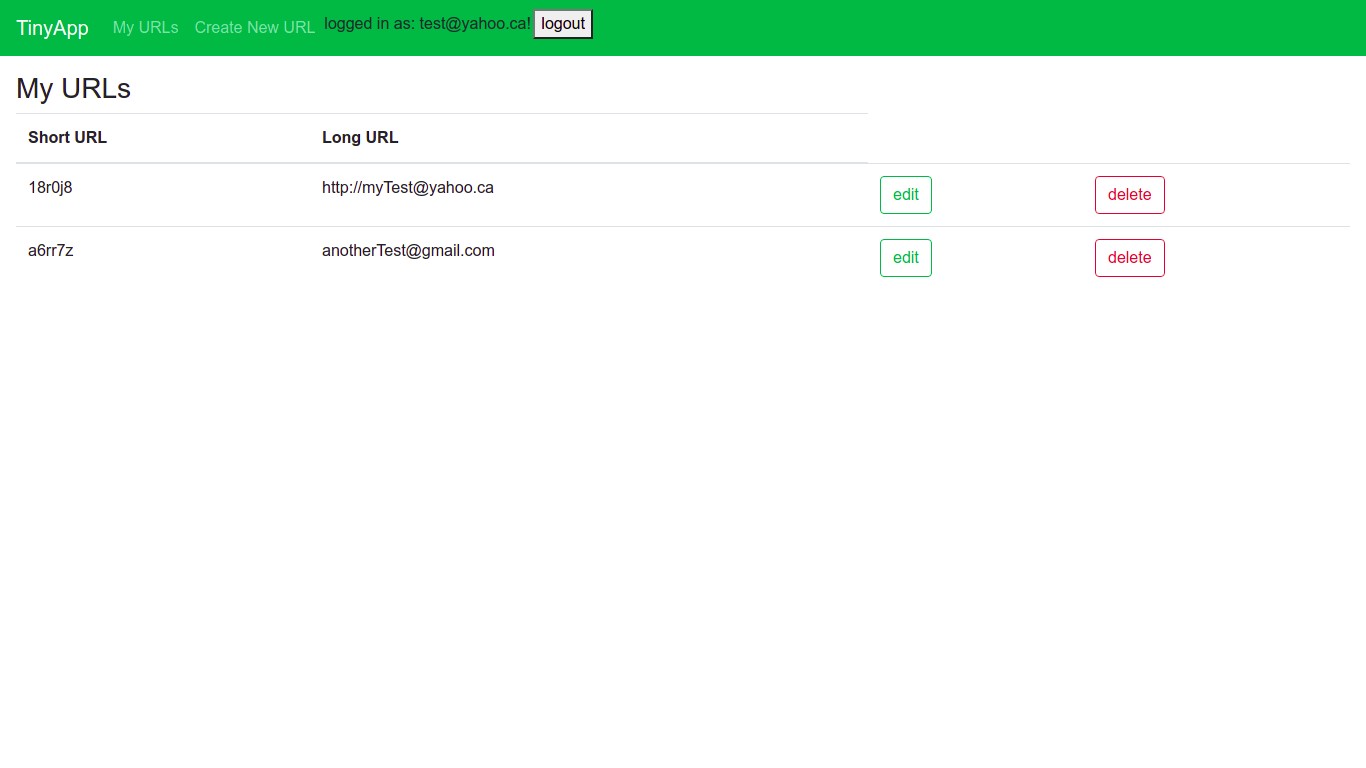 TinyApp My URLs Create New URL logged in as: test@yahoo.ca! logout
My URLs
Short URL Long URL
18r0j8 http://myTest@yahoo.ca edit delete
a6rr7z anotherTest@gmail.com edit delete